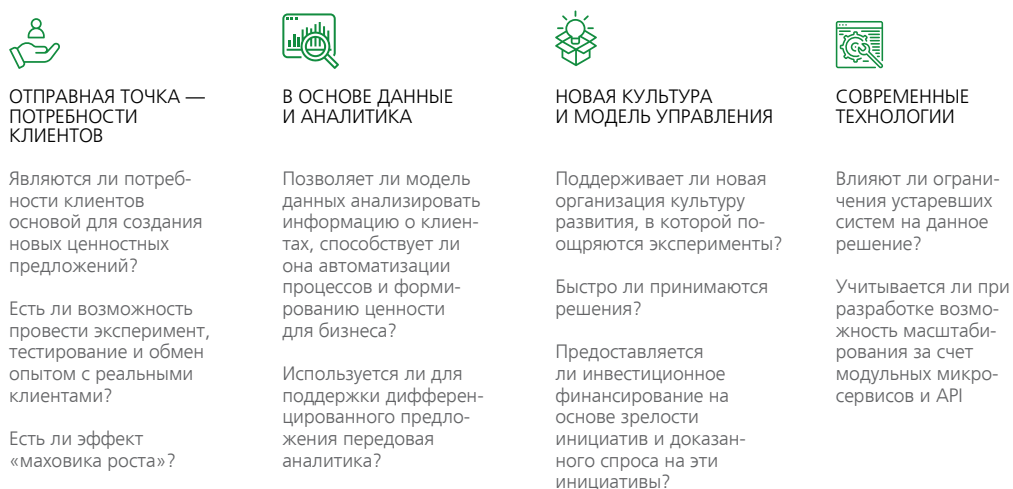 ОТПРАВНАЯ ТОЧКА —
ПОТРЕБНОСТИ
КЛИЕНТОВ
Являются ли потреб-
ности клиентов
основой для создания
новых ценностных
предложений?
Есть ли возможность
провести эксперимент,
тестирование и обмен
опытом с реальными
клиентами?
Есть ли эффект
«маховика роста»?
В ОСНОВЕ ДАННЫЕ
И АНАЛИТИКА
Позволяет ли модель
данных анализировать
информацию о клиен-
тах, способствует ли
она автоматизации
процессов и форми-
рованию ценности
для бизнеса?
Используется ли для
поддержки дифферен-
цированного предло-
жения передовая
аналитика?
НОВАЯ КУЛЬТУРА
И МОДЕЛЬ УПРАВЛЕНИЯ
Поддерживает ли новая
организация культуру
развития, в которой по-
ощряются эксперименты?
Быстро ли принимаются
решения?
Предоставляется
ли инвестиционное
финансирование на
основе зрелости
инициатив и доказан-
ного спроса на эти
инициативы?
СОВРЕМЕННЫЕ
ТЕХНОЛОГИИ
Влияют ли ограни-
чения устаревших
систем на данное
решение?
Учитывается ли при
разработке возмо-
жность масштаби-
рования за счет
модульных микро-
сервисов и API